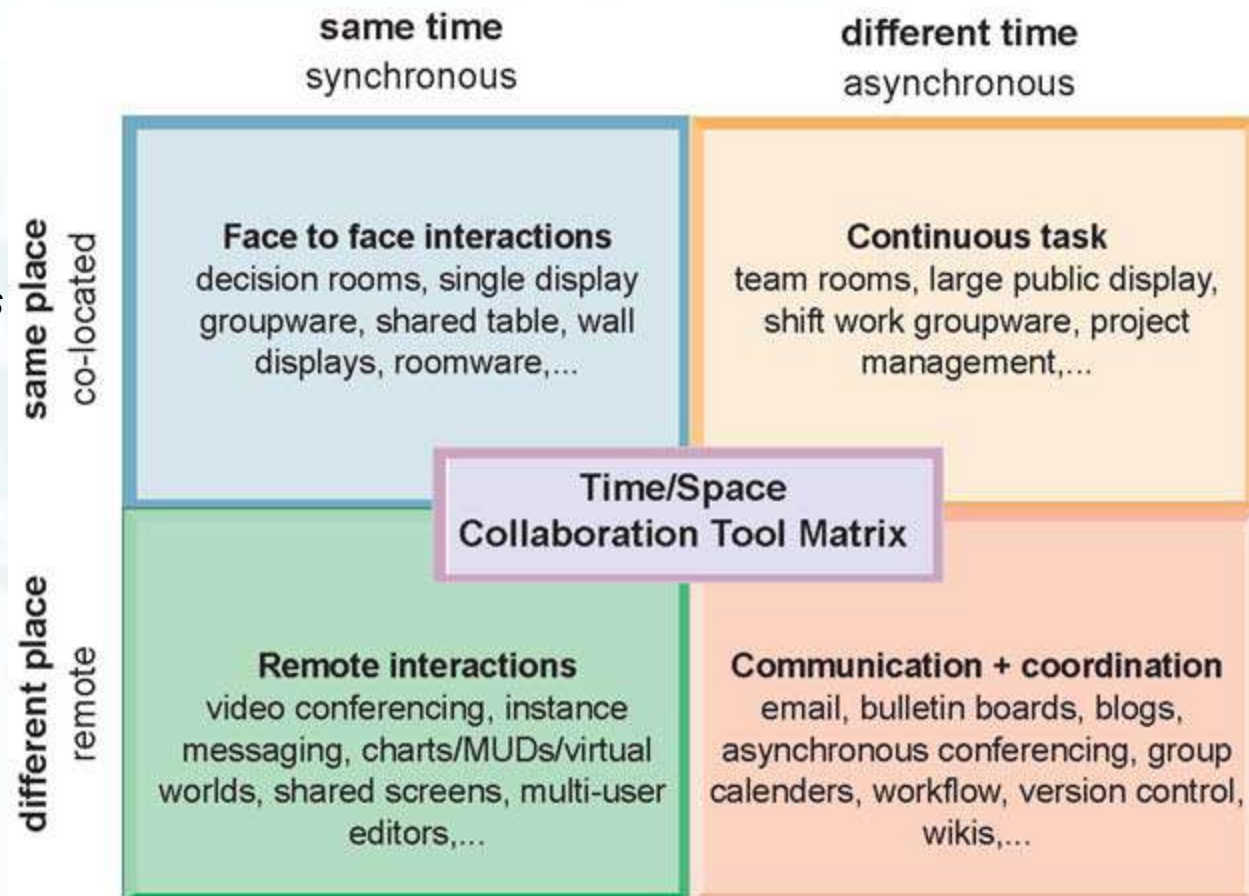 same time
synchronous
different time
asynchronous
same place
co-located
Face to face interactions
decision rooms, single display
groupware, shared table, wall
displays, roomware,...
Continuous task
team rooms, large public display,
shift work groupware, project
management,...
Time/Space
Collaboration Tool Matrix
different place
remote
Remote interactions
video conferencing, instance
messaging, charts/MUDs/virtual
worlds, shared screens, multi-user
editors,...
Communication + coordination
email, bulletin boards, blogs,
asynchronous conferencing, group
calenders, workflow, version control,
wikis,...